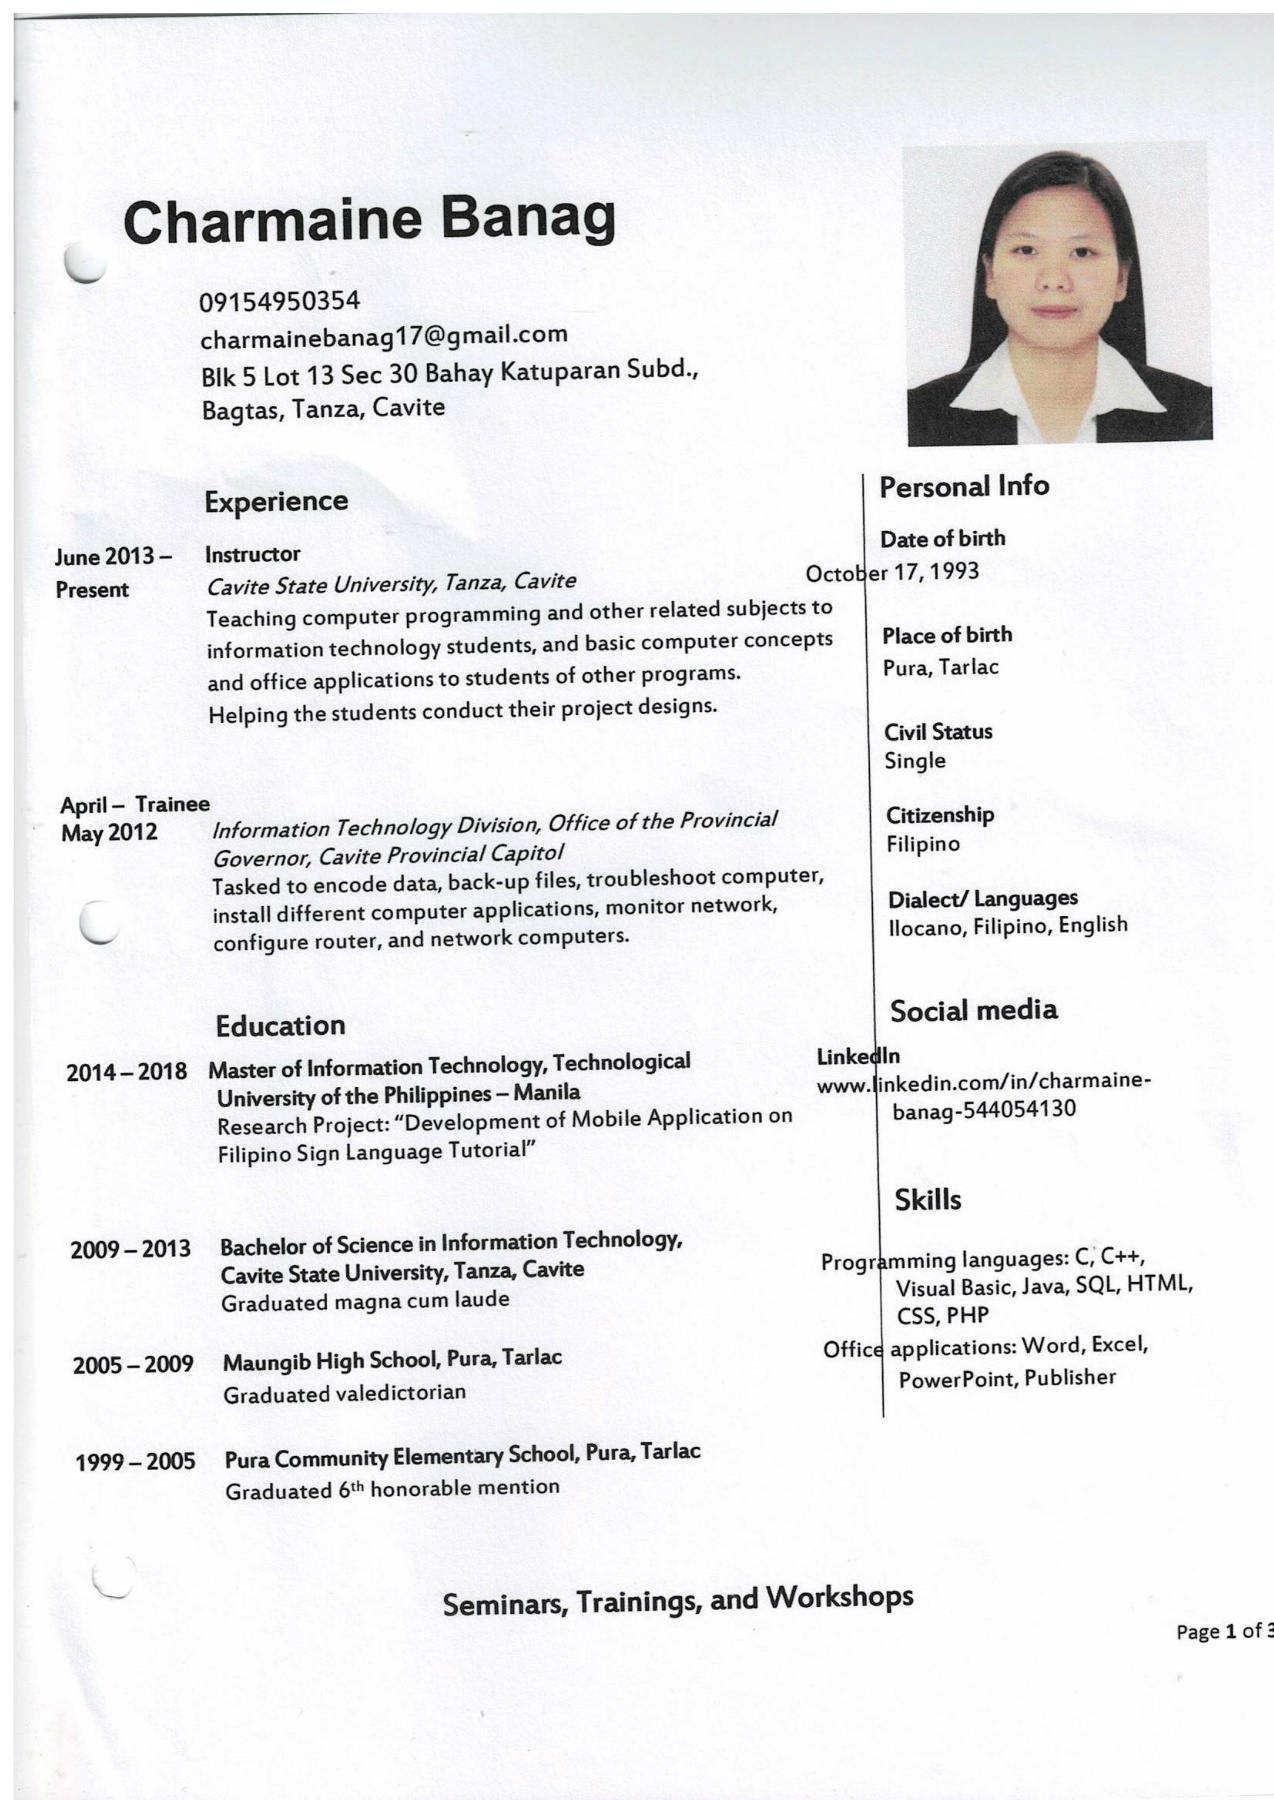 Charmaine Banag
09154950354
charmainebanag17@gmail.com
Blk 5 Lot 13 Sec 30 Bahay Katuparan Subd.,
Bagtas, Tanza, Cavite
Experience
June 2013 – Instructor
Present Cavite State University, Tanza, Cavite
Teaching computer programming and other related subjects to
information technology students, and basic computer concepts
and office applications to students of other programs.
Helping the students conduct their project designs.
April – Trainee
May 2012 Information Technology Division, Office of the Provincial
Governor, Cavite Provincial Capitol
Tasked to encode data, back-up files, troubleshoot computer,
install different computer applications, monitor network,
configure router, and network computers.
Education
2014 – 2018 Master of Information Technology, Technological
University of the Philippines – Manila
Research Project: “Development of Mobile Application on
Filipino Sign Language Tutorial”
2009 – 2013 Bachelor of Science in Information Technology,
Cavite State University, Tanza, Cavite
Graduated magna cum laude
2005 – 2009 Maungib High School, Pura, Tarlac
Graduated valedictorian
1999 – 2005 Pura Community Elementary School, Pura, Tarlac
Graduated 6th honorable mention
Personal Info
Date of birth
October 17, 1993
Place of birth
Pura, Tarlac
Civil Status
Single
Citizenship
Filipino
Dialect/ Languages
Ilocano, Filipino, English
Social media
LinkedIn
www.linkedin.com/in/charmaine-
banag-544054130
Skills
Programming languages: C, C++,
Visual Basic, Java, SQL, HTML,
CSS, PHP
Office applications: Word, Excel,
PowerPoint, Publisher
Seminars, Trainings, and Workshops
Page 1 of 3